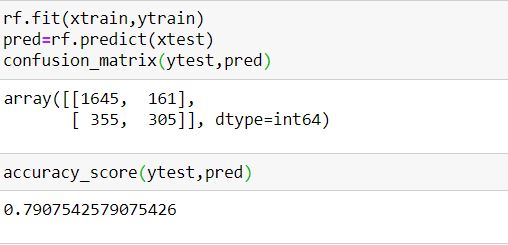 rf.fit(xtrain,ytrain)
pred=rf.predict(xtest)
confusion_matrix(ytest,pred)
array([[1645,  161],
       [ 355,  305]], dtype=int64)
accuracy_score(ytest,pred)
0.7907542579075426